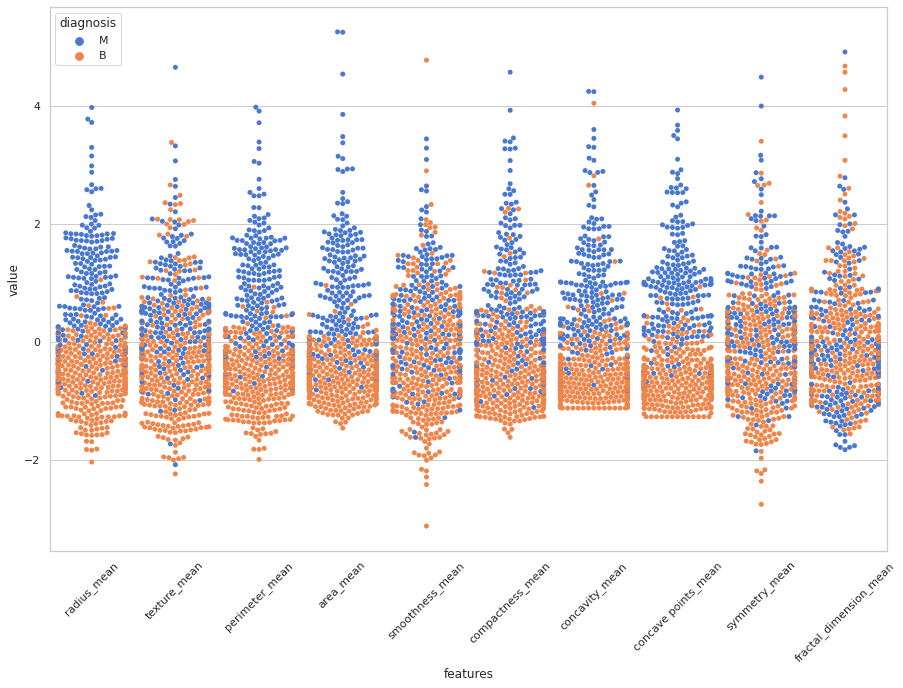 diagnosis
M
B
value
4
2
0
−2
radius_mean
texture_mean
perimeter_mean
area_mean
smoothness_mean
compactness_mean
concavity_mean
concave points_mean
symmetry_mean
fractal_dimension_mean
features